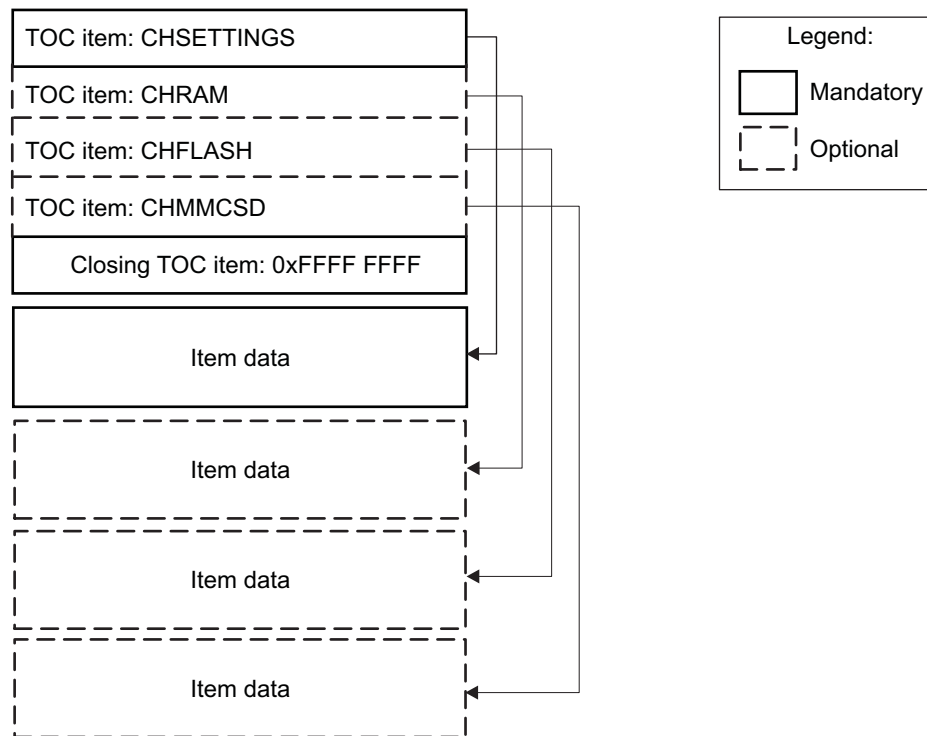 TOC item: CHSETTINGS
TOC item: CHRAM
TOC item: CHFLASH
TOC item: CHMMCSD
Closing TOC item: 0xFFFF FFFF
Item data
Item data
Item data
Item data
Legend:
Mandatory
Optional